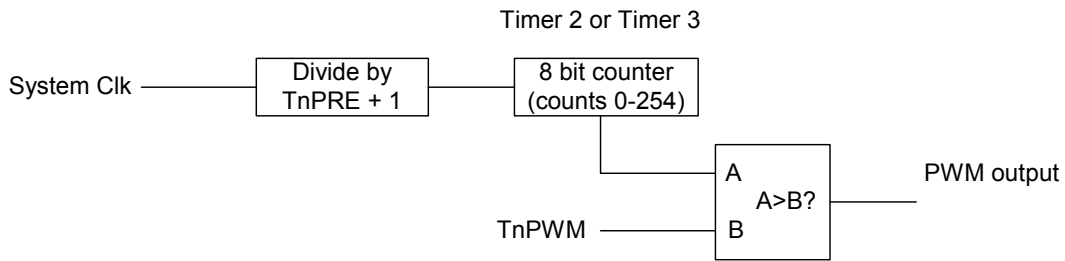 Timer 2 or Timer 3
System Clk
Divide by
TnPRE + 1
8 bit counter
(counts 0-254)
A
A>B?
PWM output
TnPWM
B